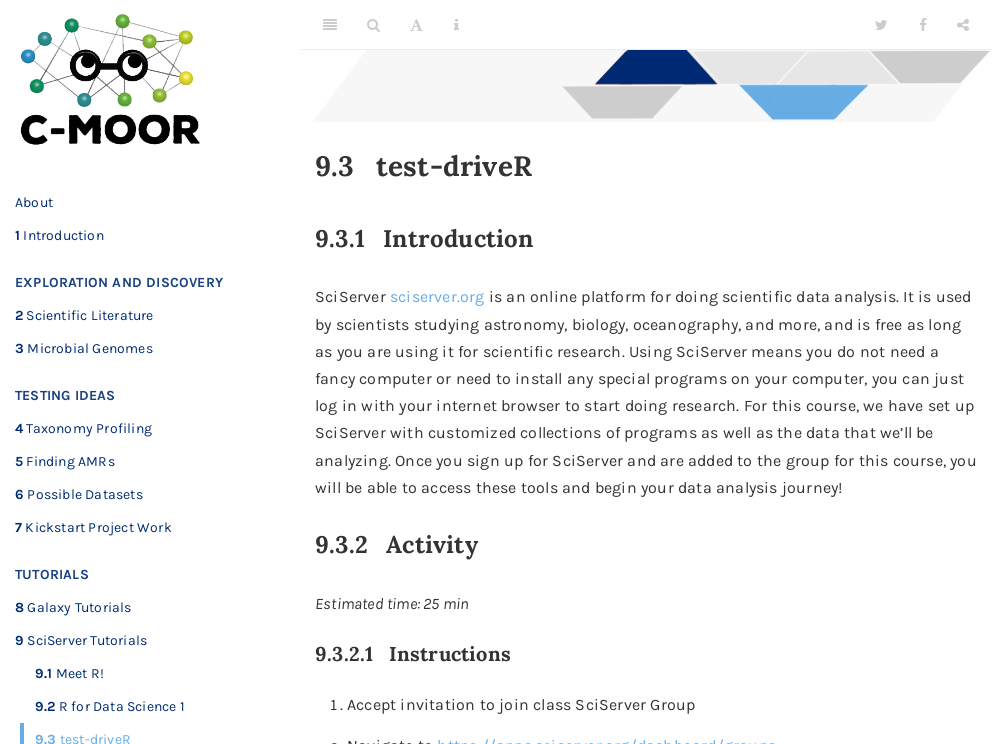 C-MOOR
About
1 Introduction
EXPLORATION AND DISCOVERY
2 Scientific Literature
3 Microbial Genomes
TESTING IDEAS
4 Taxonomy Profiling
5 Finding AMRs
6 Possible Datasets
7 Kickstart Project Work
TUTORIALS
8 Galaxy Tutorials
9 SciServer Tutorials
9.1 Meet R!
9.2 R for Data Science 1
9.3 test-driveR
9.3 test-driveR
9.3.1 Introduction
SciServer sciserver.org is an online platform for doing scientific data analysis. It is used
by scientists studying astronomy, biology, oceanography, and more, and is free as long
as you are using it for scientific research. Using SciServer means you do not need a
fancy computer or need to install any special programs on your computer, you can just
log in with your internet browser to start doing research. For this course, we have set up
SciServer with customized collections of programs as well as the data that we’ll be
analyzing. Once you sign up for SciServer and are added to the group for this course, you
will be able to access these tools and begin your data analysis journey!
9.3.2 Activity
Estimated time: 25 min
9.3.2.1 Instructions
1. Accept invitation to join class SciServer Group
2. Navigate to https://apps.sciserver.org/dashboard/groups